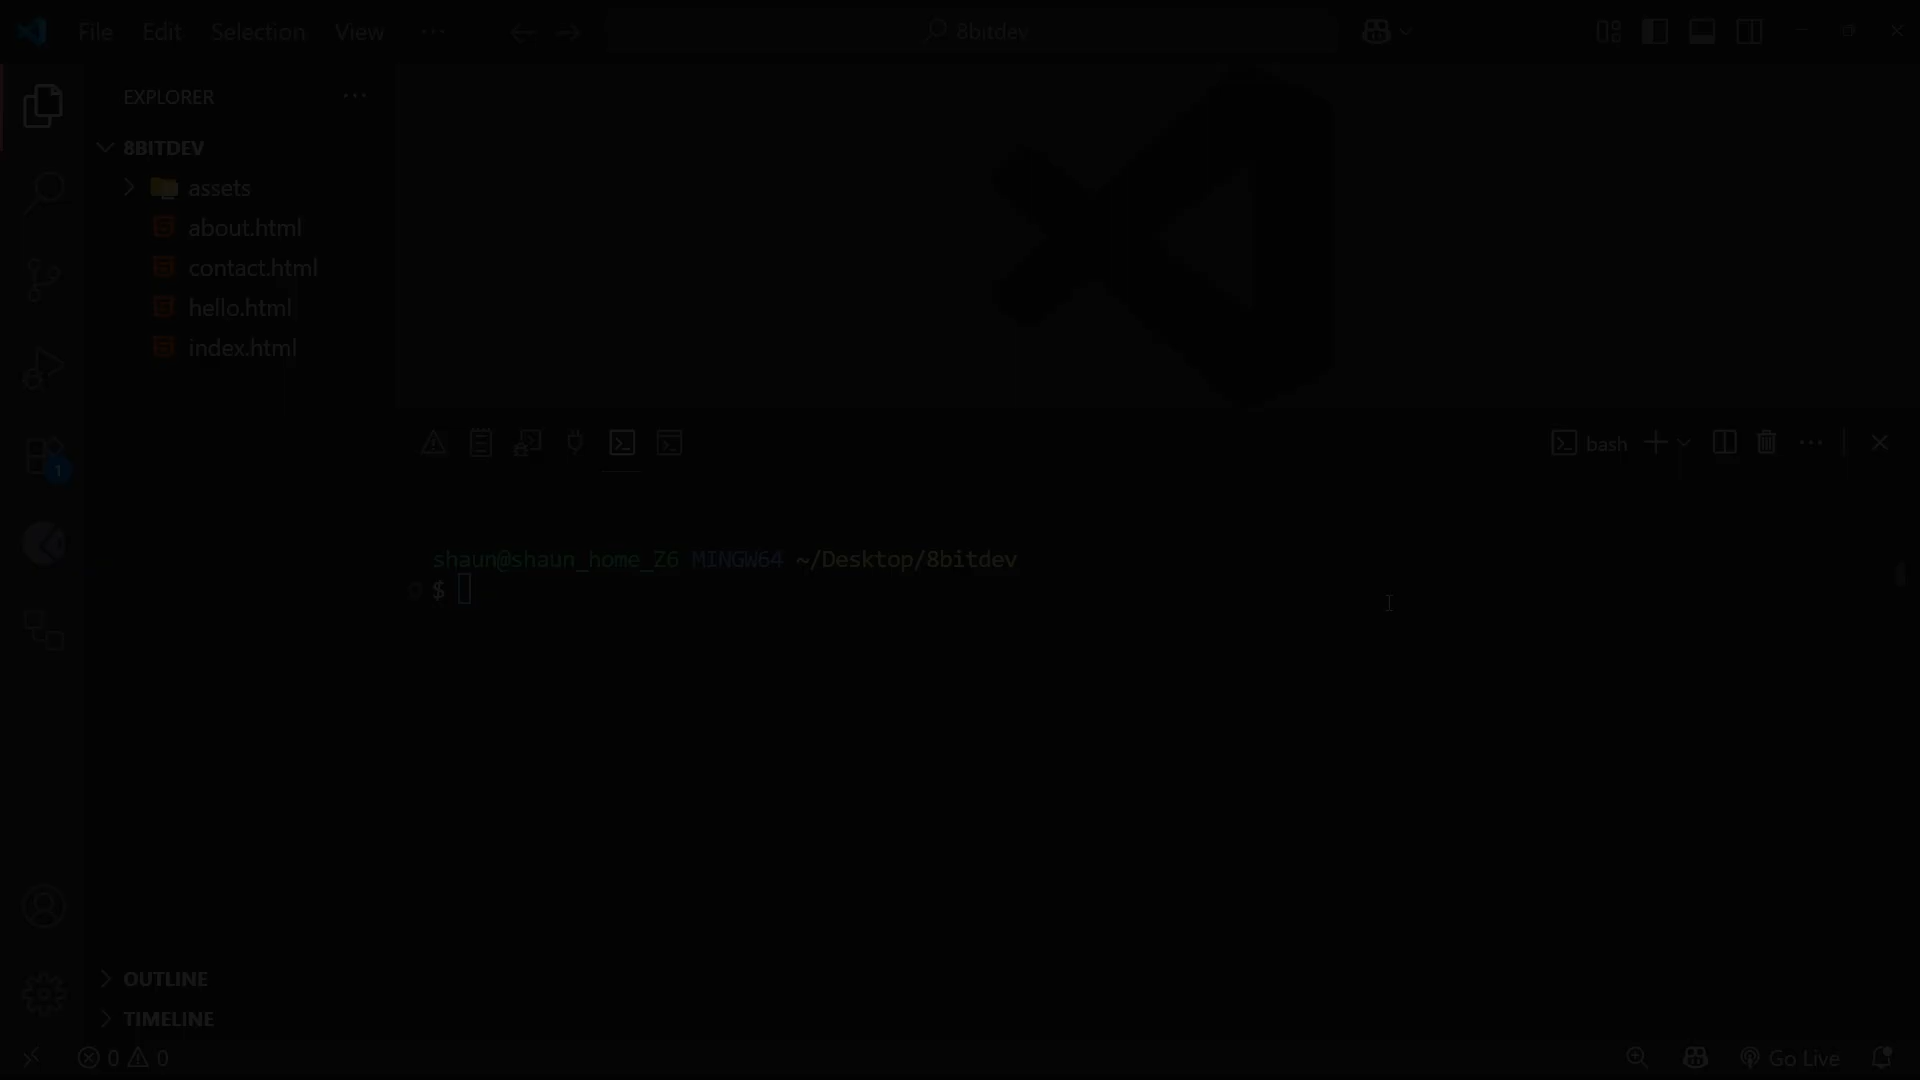 File Edit Selection View ··· 8bitdev
EXPLORER ···
8BITDEV
assets
about.html
contact.html
hello.html
index.html
1
bash
shaun@shaun_home_Z6 MINGW64 ~/Desktop/8bitdev
$
OUTLINE
TIMELINE
0 0 Go Live